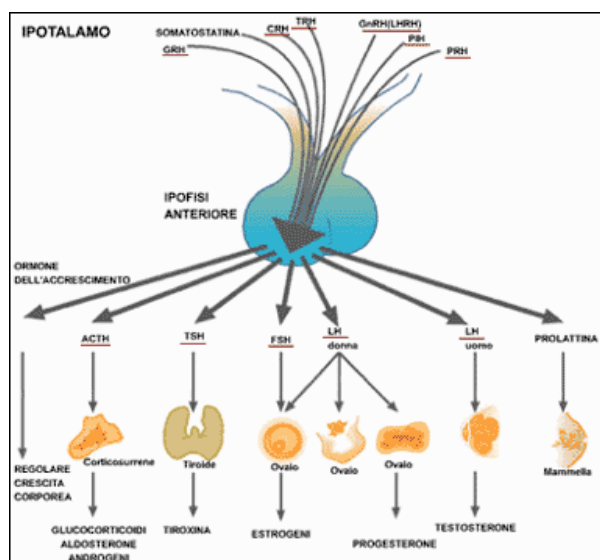 IPOTALAMO
SOMATOSTATINA
GRH
CRH
TRH
GnRH(LHRH)
PIH
PRH
IPOFISI
ANTERIORE
ORMONE
DELL'ACCRESCIMENTO
ACTH
TSH
FSH
LH
donna
LH
uomo
PROLATTINA
Corticosurrene
Tiroide
Ovaio
Ovaio
Ovaio
Mammella
REGOLARE
CRESCITA
CORPOREA
GLUCOCORTICOIDI
ALDOSTERONE
ANDROGENI
TIROXINA
ESTROGENI
PROGESTERONE
TESTOSTERONE